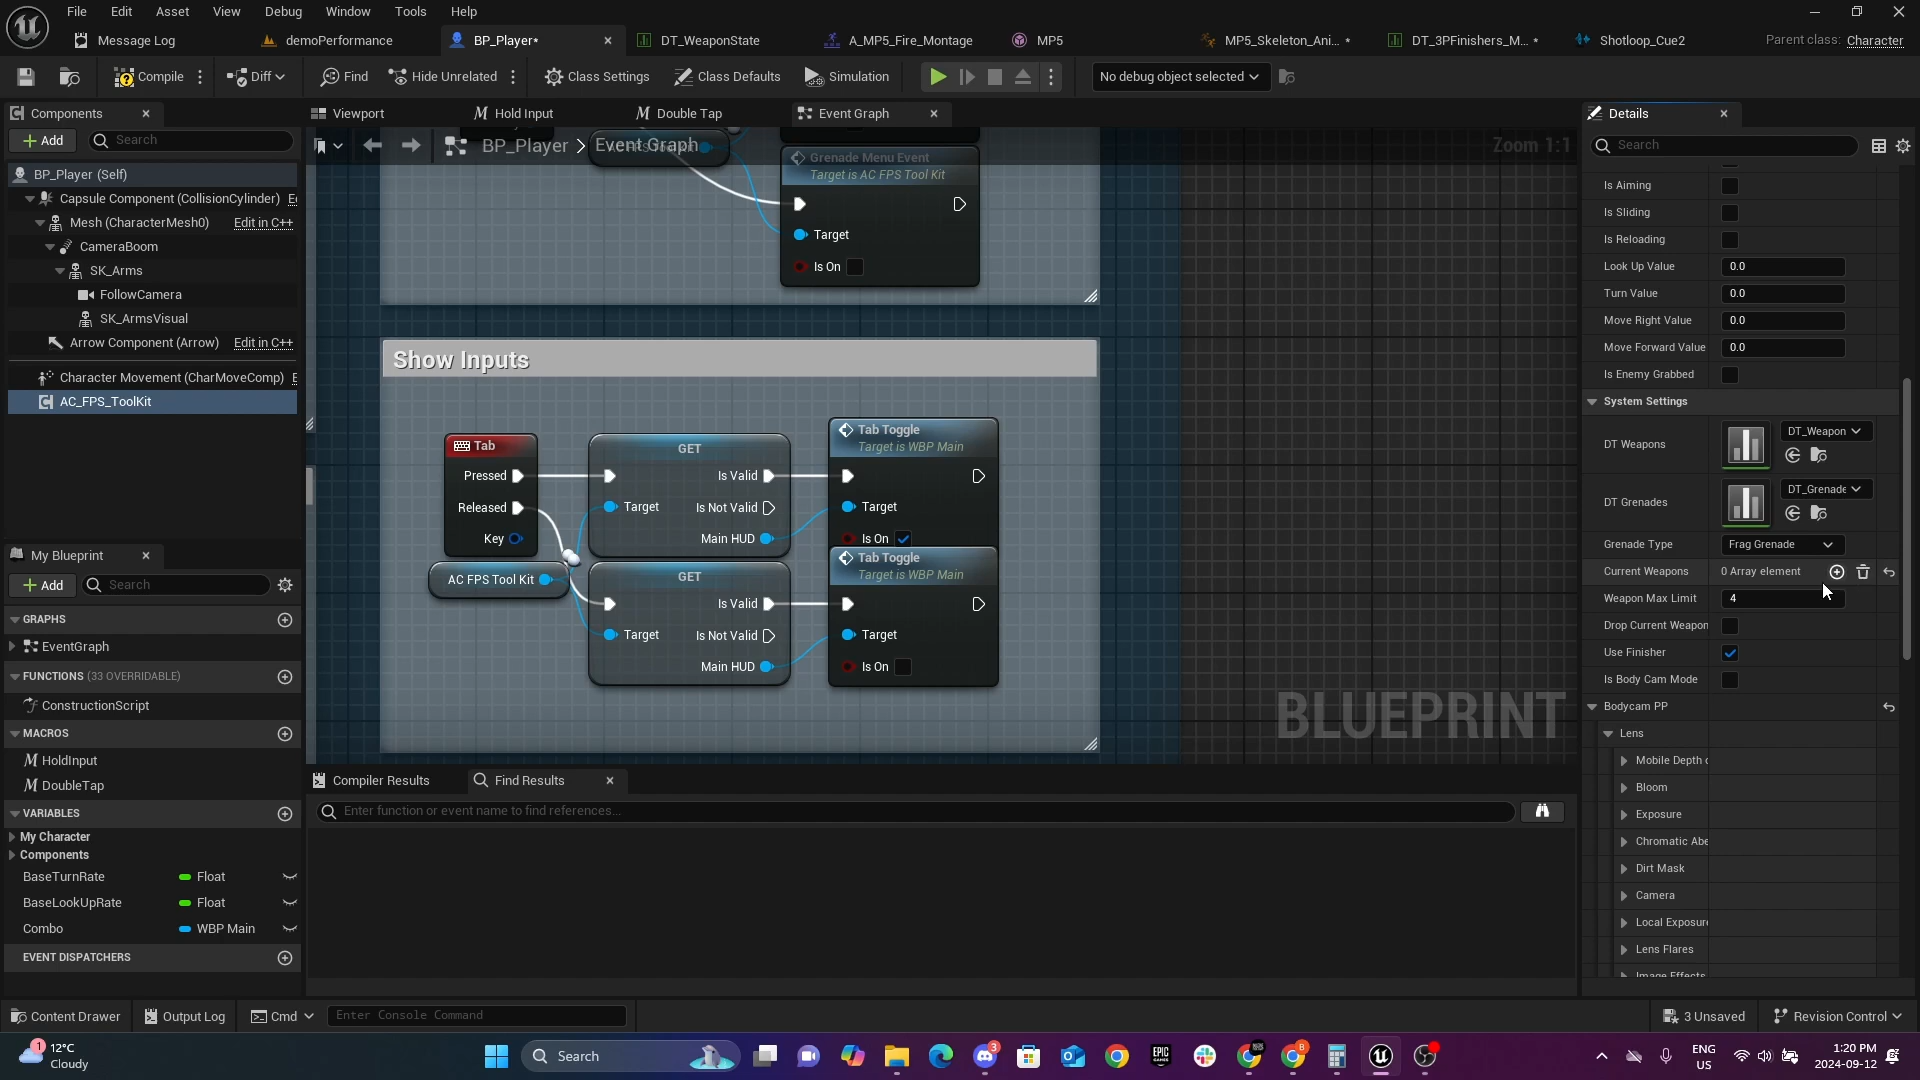 File Edit Asset View Debug Window Tools Help
Message Log demoPerformance BP_Player* DT_WeaponState A_MP5_Fire_Montage MP5 MP5_Skeleton_Ani... * DT_3PFinishers_M... * Shotloop_Cue2 Parent class: Character
Compile Diff Find Hide Unrelated Class Settings Class Defaults Simulation No debug object selected
Components
Add Search
BP_Player (Self)
Capsule Component (CollisionCylinder)
Mesh (CharacterMesh0) Edit in C++
CameraBoom
SK_Arms
FollowCamera
SK_ArmsVisual
Arrow Component (Arrow) Edit in C++
Character Movement (CharMoveComp)
AC_FPS_ToolKit
My Blueprint
Add Search
GRAPHS
EventGraph
FUNCTIONS (33 OVERRIDABLE)
ConstructionScript
MACROS
HoldInput
DoubleTap
VARIABLES
My Character
Components
BaseTurnRate Float
BaseLookUpRate Float
Combo WBP Main
EVENT DISPATCHERS
Viewport Hold Input Double Tap Event Graph
BP_Player > Event Graph Zoom 1:1
Grenade Menu Event
Target is AC FPS Tool Kit
Target
Is On
Show Inputs
Tab
Pressed
Released
Key
AC FPS Tool Kit
GET
Is Valid
Target Is Not Valid
Main HUD
Tab Toggle
Target is WBP Main
Target
Is On
GET
Is Valid
Target Is Not Valid
Main HUD
Tab Toggle
Target is WBP Main
Target
Is On
BLUEPRINT
Compiler Results Find Results
Enter function or event name to find references...
Details
Search
Is Aiming
Is Sliding
Is Reloading
Look Up Value 0.0
Turn Value 0.0
Move Right Value 0.0
Move Forward Value 0.0
Is Enemy Grabbed
System Settings
DT Weapons DT_Weapon
DT Grenades DT_Grenade
Grenade Type Frag Grenade
Current Weapons 0 Array element
Weapon Max Limit 4
Drop Current Weapon
Use Finisher
Is Body Cam Mode
Bodycam PP
Lens
Mobile Depth
Bloom
Exposure
Chromatic Abe
Dirt Mask
Camera
Local Exposure
Lens Flares
Image Effects
Content Drawer Output Log Cmd Enter Console Command 3 Unsaved Revision Control
1 12°C
Cloudy
Search
3
8
ENG
US
1:20 PM
2024-09-12